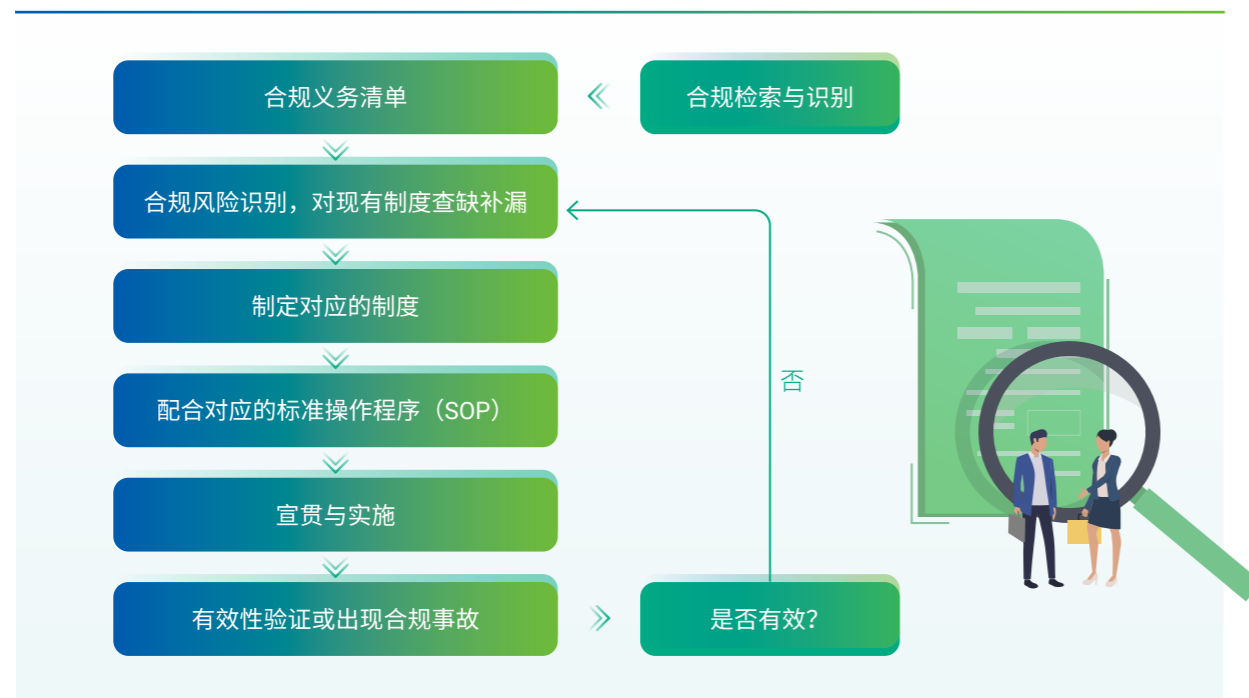 合规义务清单
合规检索与识别
合规风险识别，对现有制度查缺补漏
制定对应的制度
否
配合对应的标准操作程序（SOP）
宣贯与实施
有效性验证或出现合规事故
是否有效？